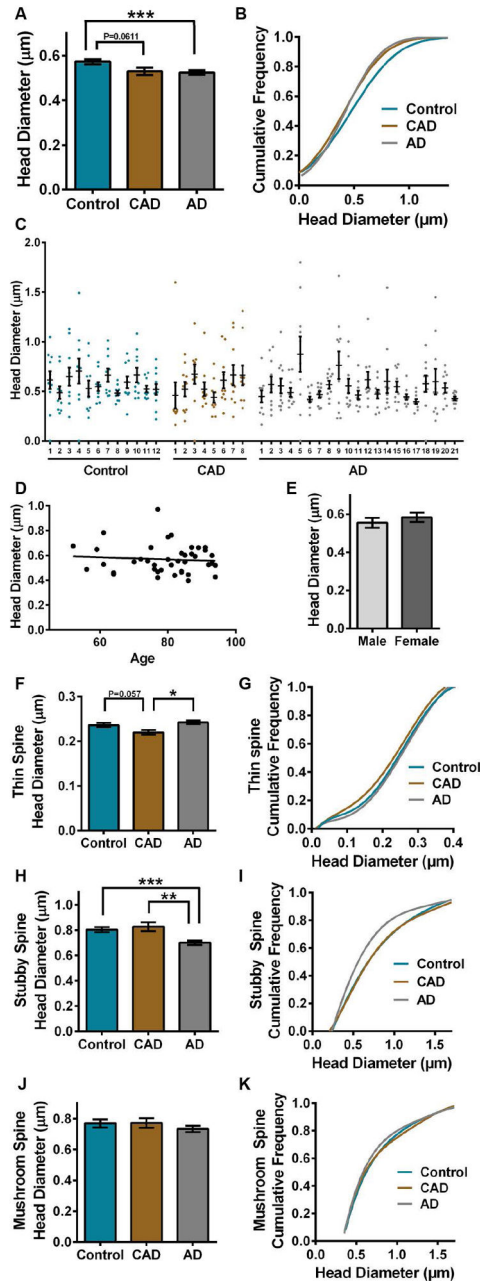 A
***
P=0.0611
Head Diameter (µm)
0.6
0.4
0.2
0.0
Control CAD AD
B
Cumulative Frequency
1.0
0.8
0.6
0.4
0.2
0.0
Control
CAD
AD
0.0 0.5 1.0
Head Diameter (µm)
C
Head Diameter (µm)
2.0
1.5
1.0
0.5
0.0
1 2 3 4 5 6 7 8 9 10 11 12 1 2 3 4 5 6 7 8 1 2 3 4 5 6 7 8 9 10 11 12 13 14 15 16 17 18 19 20 21
Control CAD AD
D
Head Diameter (µm)
1.0
0.8
0.6
0.4
0.2
0.0
60 80 100
Age
E
Head Diameter (µm)
0.6
0.4
0.2
0.0
Male Female
F
P=0.057
*
Thin Spine
Head Diameter (µm)
0.3
0.2
0.1
0.0
Control CAD AD
G
Thin spine
Cumulative Frequency
1.0
0.8
0.6
0.4
0.2
0.0
Control
CAD
AD
0.0 0.1 0.2 0.3 0.4
Head Diameter (µm)
H
***
**
Stubby Spine
Head Diameter (µm)
1.0
0.8
0.6
0.4
0.2
0.0
Control CAD AD
I
Stubby Spine
Cumulative Frequency
1.0
0.8
0.6
0.4
0.2
0.0
Control
CAD
AD
0.0 0.5 1.0 1.5
Head Diameter (µm)
J
Mushroom Spine
Head Diameter (µm)
0.8
0.6
0.4
0.2
0.0
Control CAD AD
K
Mushroom Spine
Cumulative Frequency
1.0
0.8
0.6
0.4
0.2
0.0
Control
CAD
AD
0.0 0.5 1.0 1.5
Head Diameter (µm)